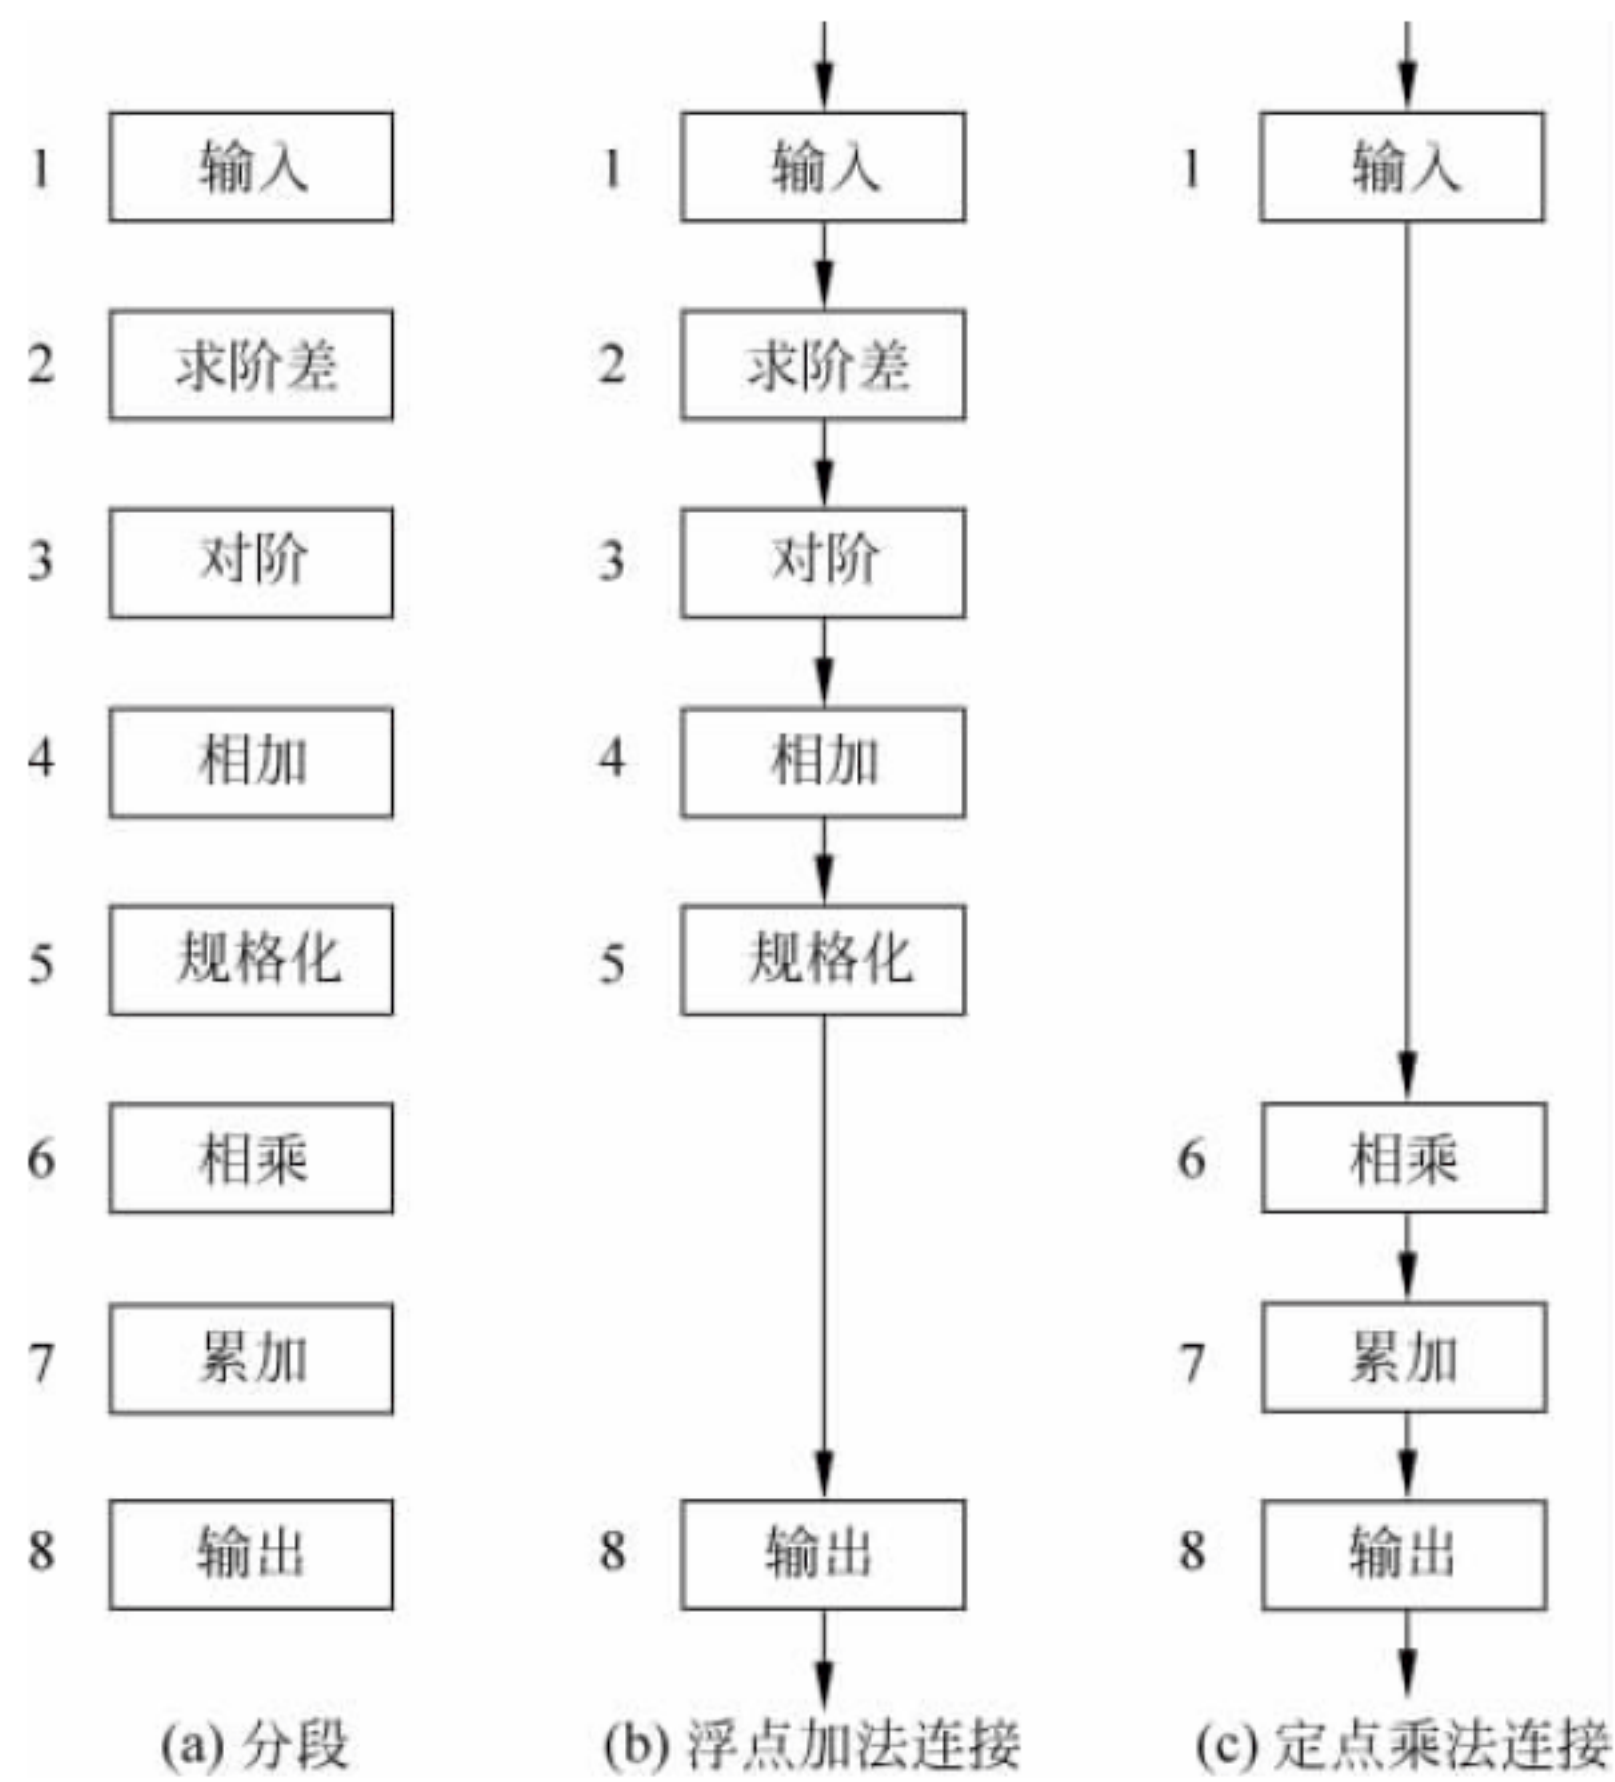 1 输入 1 输入 1 输入
2 求阶差 2 求阶差
3 对阶 3 对阶
4 相加 4 相加
5 规格化 5 规格化
6 相乘 6 相乘
7 累加 7 累加
8 输出 8 输出 8 输出
(a) 分段 (b) 浮点加法连接 (c) 定点乘法连接